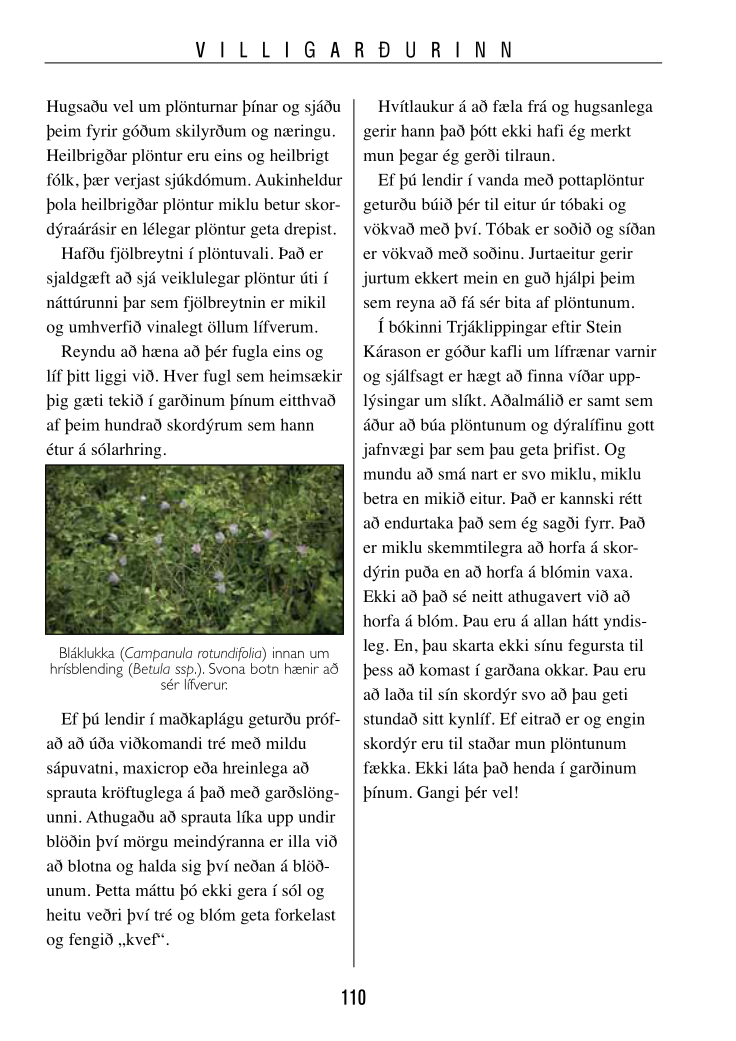 VILLIGARÐURINN
Hugsaðu vel um plönturnar þínar og sjáðu
þeim fyrir góðum skilyrðum og næringu.
Heilbrigðar plöntur eru eins og heilbrigt
fólk, þær verjast sjúkdómum. Aukinheldur
þola heilbrigðar plöntur miklu betur skor-
dýraárásir en lélegar plöntur geta drepist.
Hafðu fjölbreytni í plöntuvali. Það er
sjaldgæft að sjá veiklulegar plöntur úti í
náttúrunni þar sem fjölbreytnin er mikil
og umhverfið vinalegt öllum lífverum.
Reyndu að hæna að þér fugla eins og
líf þitt liggi við. Hver fugl sem heimsækir
þig gæti tekið í garðinum þínum eitthvað
af þeim hundrað skordýrum sem hann
étur á sólarhring.
Bláklukka (Campanula rotundifolia) innan um
hrísblending (Betula ssp.). Svona botn hænir að
sér lífverur.
Ef þú lendir í maðkaplágu geturðu próf-
að að úða viðkomandi tré með mildu
sápuvatni, maxicrop eða hreinlega að
sprauta kröftuglega á það með garðslöng-
unni. Athugaðu að sprauta líka upp undir
blöðin því mörgu meindýranna er illa við
að blotna og halda sig því neðan á blöð-
unum. Þetta máttu þó ekki gera í sól og
heitu veðri því tré og blóm geta forkelast
og fengið „kvef“.
Hvítlaukur á að fæla frá og hugsanlega
gerir hann það þótt ekki hafi ég merkt
mun þegar ég gerði tilraun.
Ef þú lendir í vanda með pottaplöntur
geturðu búið þér til eitur úr tóbaki og
vökvað með því. Tóbak er soðið og síðan
er vökvað með soðinu. Jurtaeitur gerir
jurtum ekkert mein en guð hjálpi þeim
sem reyna að fá sér bita af plöntunum.
Í bókinni Trjáklippingar eftir Stein
Kárason er góður kafli um lífrænar varnir
og sjálfsagt er hægt að finna víðar upp-
lýsingar um slíkt. Aðalmálið er samt sem
áður að búa plöntunum og dýralífinu gott
jafnvægi þar sem þau geta þrifist. Og
mundu að smá nart er svo miklu, miklu
betra en mikið eitur. Það er kannski rétt
að endurtaka það sem ég sagði fyrr. Það
er miklu skemmtilegra að horfa á skor-
dýrin puða en að horfa á blómin vaxa.
Ekki að það sé neitt athugavert við að
horfa á blóm. Þau eru á allan hátt yndis-
leg. En, þau skarta ekki sínu fegursta til
þess að komast í garðana okkar. Þau eru
að laða til sín skordýr svo að þau geti
stundað sitt kynlíf. Ef eitrað er og engin
skordýr eru til staðar mun plöntunum
fækka. Ekki láta það henda í garðinum
þínum. Gangi þér vel!
110